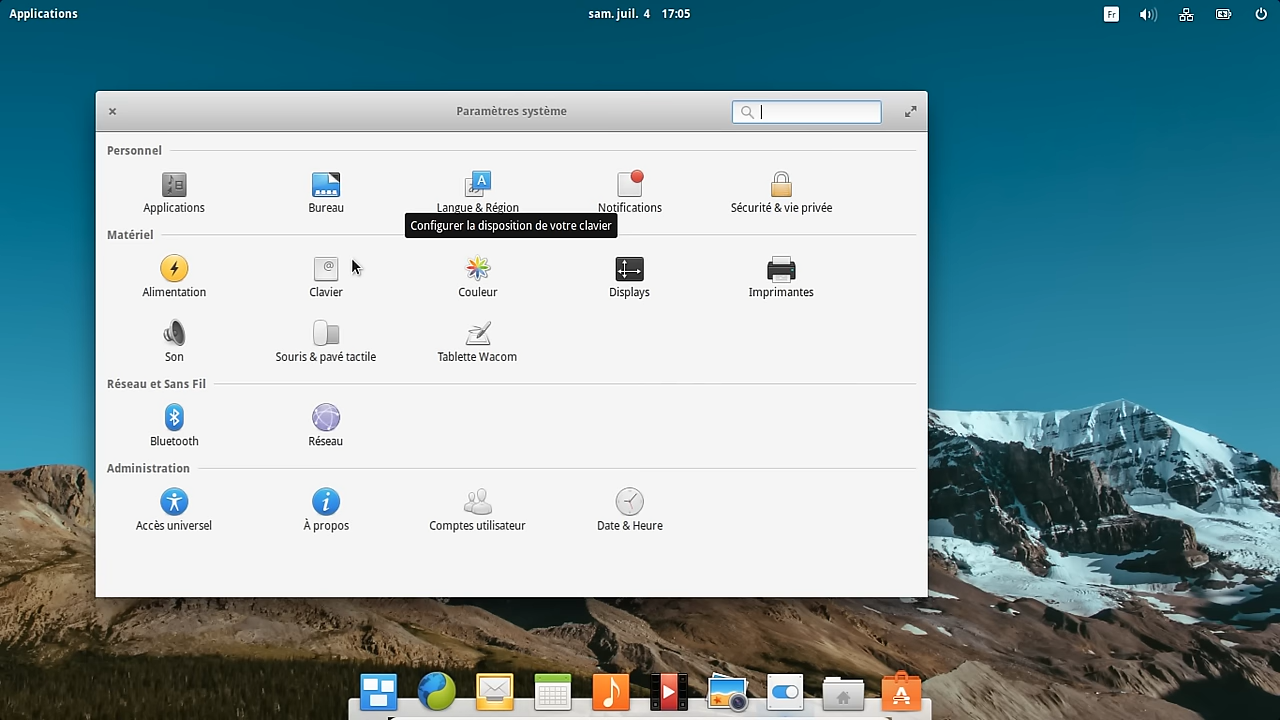 Applications
sam. juil. 4 17:05
Fr
Paramètres système
Personnel
Applications
Bureau
Langue & Région
Notifications
Sécurité & vie privée
Configurer la disposition de votre clavier
Matériel
Alimentation
Clavier
Couleur
Displays
Imprimantes
Son
Souris & pavé tactile
Tablette Wacom
Réseau et Sans Fil
Bluetooth
Réseau
Administration
Accès universel
À propos
Comptes utilisateur
Date & Heure